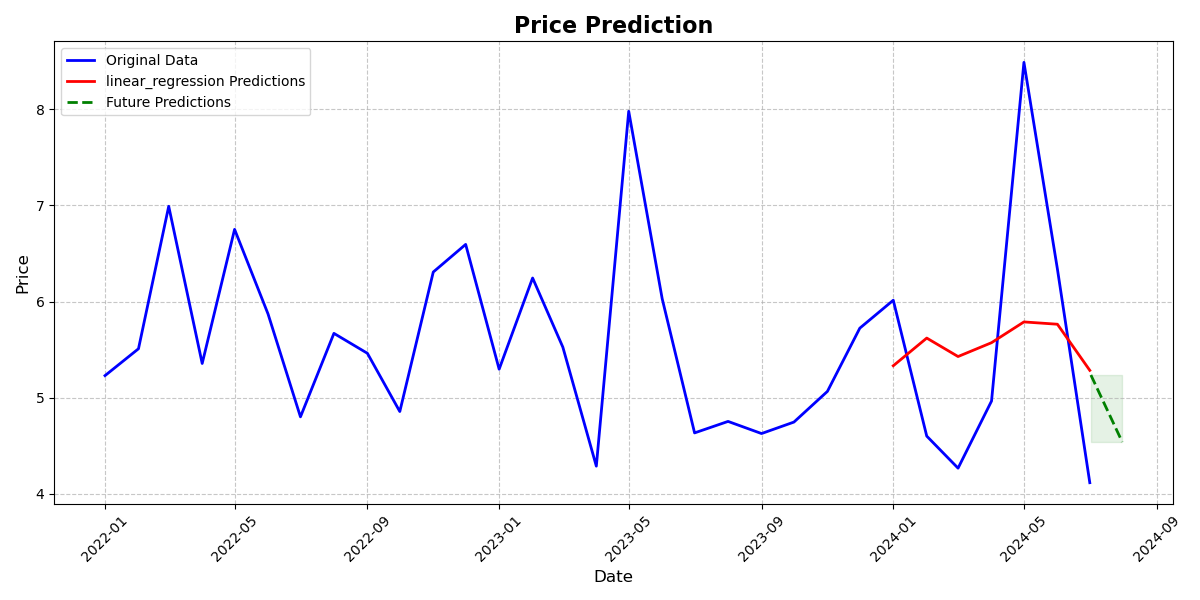 Price Prediction
Original Data
linear_regression Predictions
Future Predictions
Price
8
7
6
5
4
2022-01
2022-05
2022-09
2023-01
2023-05
2023-09
2024-01
2024-05
2024-09
Date